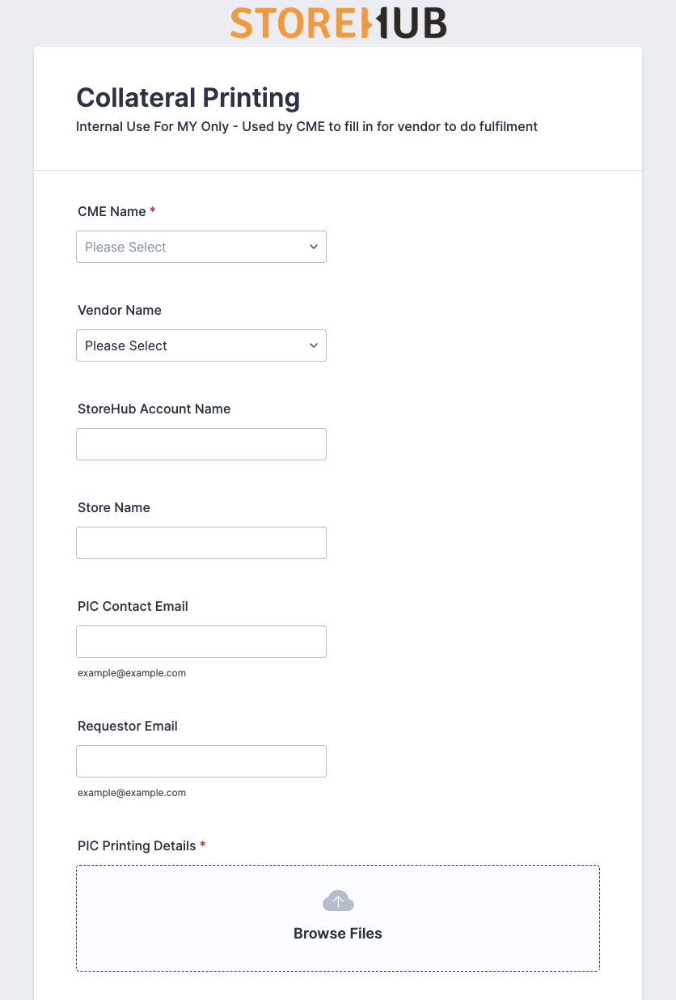 STOREHUB
Collateral Printing
Internal Use For MY Only - Used by CME to fill in for vendor to do fulfilment
CME Name *
Please Select
Vendor Name
Please Select
StoreHub Account Name
Store Name
PIC Contact Email
example@example.com
Requestor Email
example@example.com
PIC Printing Details *
Browse Files